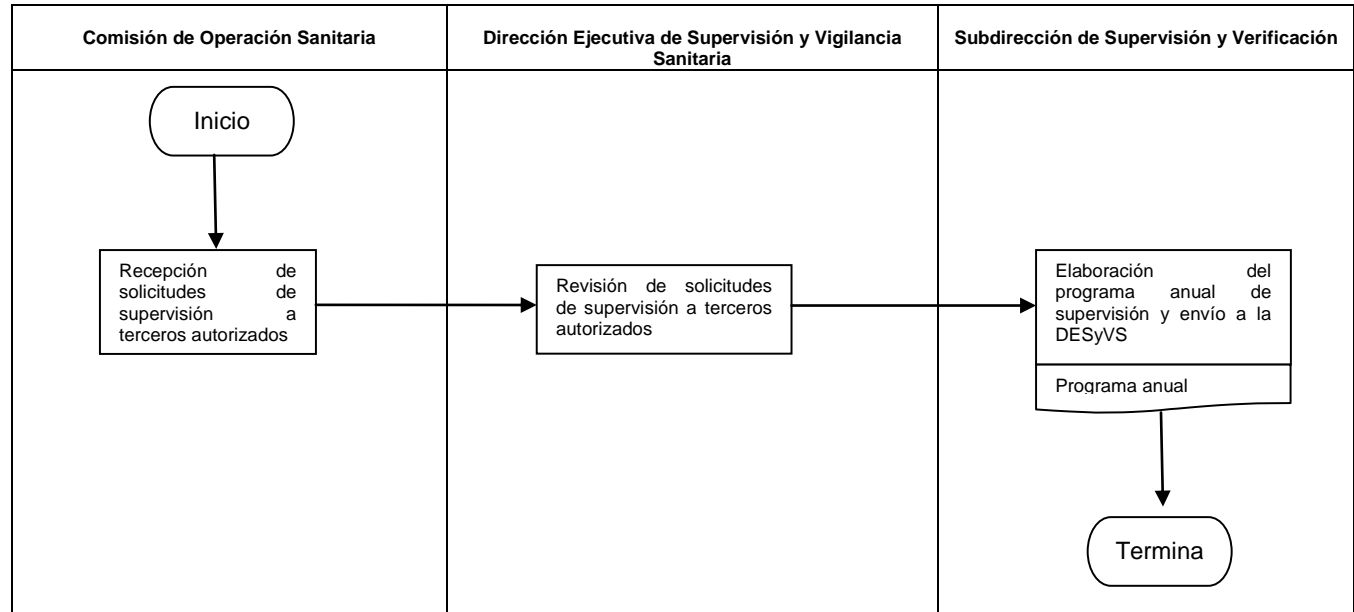 Comisión de Operación Sanitaria
Dirección Ejecutiva de Supervisión y Vigilancia
Sanitaria
Subdirección de Supervisión y Verificación
Inicio
Recepción de
solicitudes de
supervisión a
terceros autorizados
Revisión de solicitudes
de supervisión a terceros
autorizados
Elaboración del
programa anual de
supervisión y envío a la
DESyVS
Programa anual
Termina